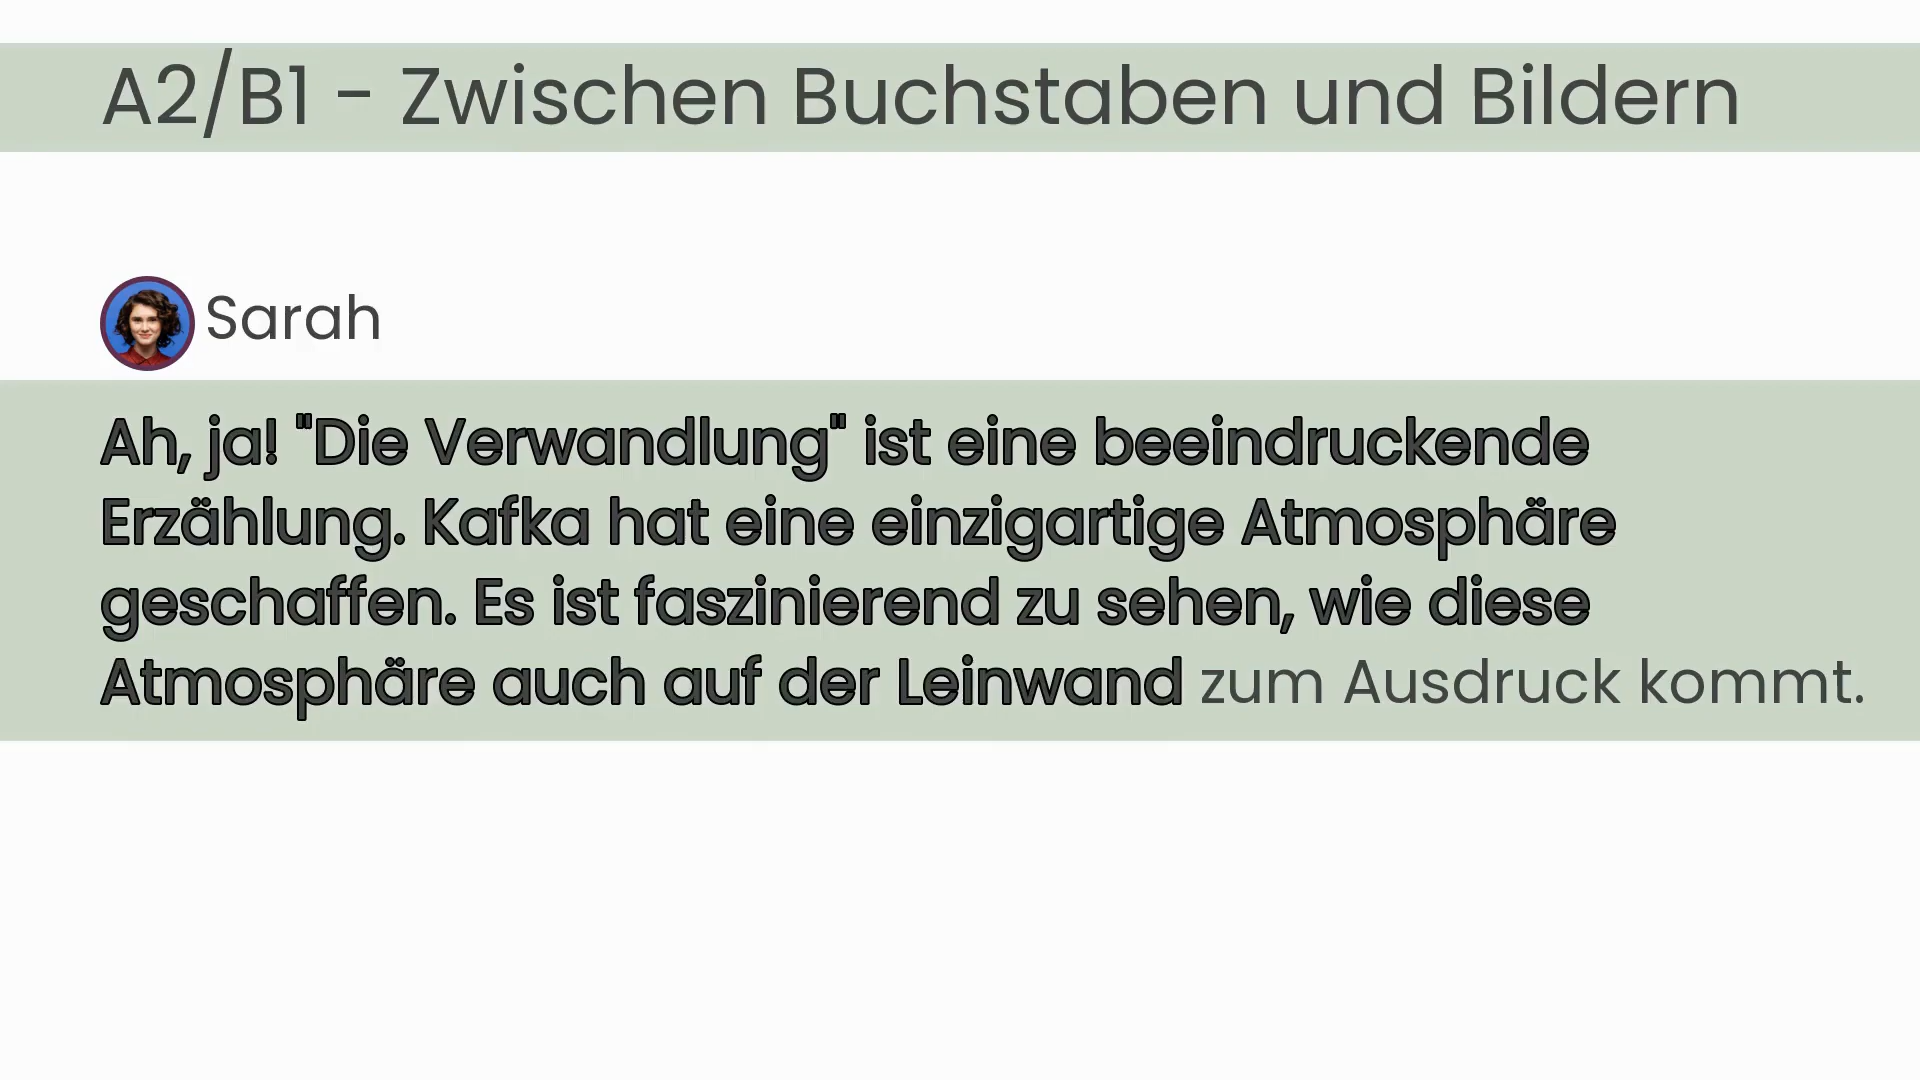 A2/B1 - Zwischen Buchstaben und Bildern
Sarah
Ah, ja! "Die Verwandlung" ist eine beeindruckende
Erzählung. Kafka hat eine einzigartige Atmosphäre
geschaffen. Es ist faszinierend zu sehen, wie diese
Atmosphäre auch auf der Leinwand zum Ausdruck kommt.